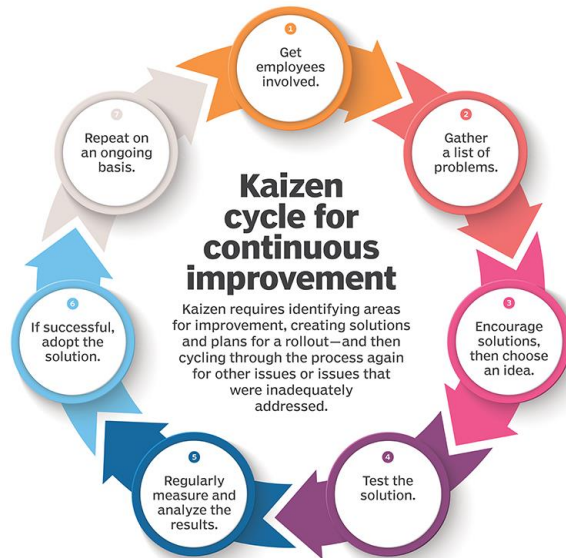 1
Get
employees
involved.
2
Gather
a list of
problems.
3
Encourage
solutions,
then choose
an idea.
4
Test the
solution.
5
Regularly
measure and
analyze the
results.
6
If successful,
adopt the
solution.
7
Repeat on
an ongoing
basis.
Kaizen
cycle for
continuous
improvement
Kaizen requires identifying areas
for improvement, creating solutions
and plans for a rollout—and then
cycling through the process again
for other issues or issues that
were inadequately
addressed.